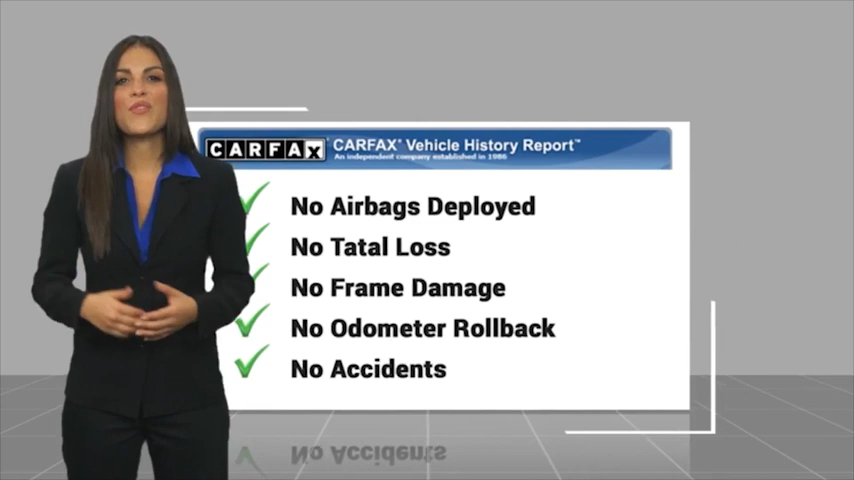 CARFAX CARFAX® Vehicle History Report™
An independent company established in 1986
No Airbags Deployed
No Tatal Loss
No Frame Damage
No Odometer Rollback
No Accidents
No Accidents